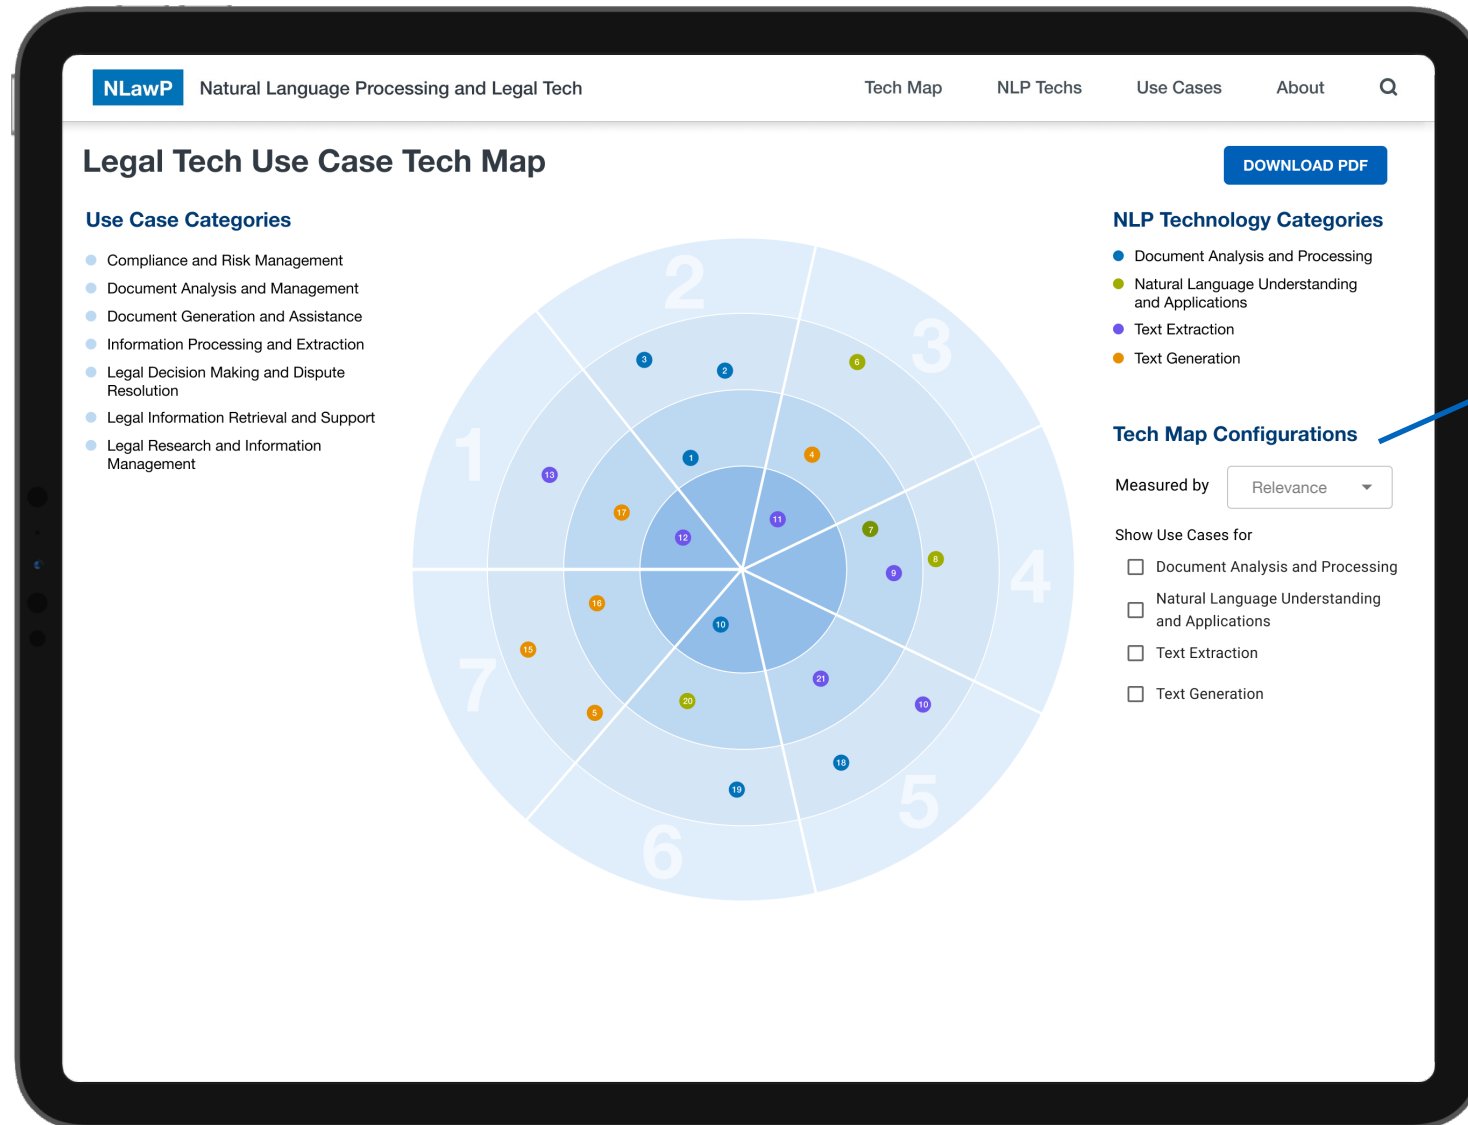 NLawP
Natural Language Processing and Legal Tech
Tech Map
NLP Techs
Use Cases
About
Legal Tech Use Case Tech Map
DOWNLOAD PDF
Use Case Categories
Compliance and Risk Management
Document Analysis and Management
Document Generation and Assistance
Information Processing and Extraction
Legal Decision Making and Dispute
Resolution
Legal Information Retrieval and Support
Legal Research and Information
Management
2
3
1
4
7
5
6
3
2
6
1
4
13
17
12
11
7
8
9
16
10
15
5
20
21
10
18
19
NLP Technology Categories
Document Analysis and Processing
Natural Language Understanding
and Applications
Text Extraction
Text Generation
Tech Map Configurations
Measured by
Relevance
Show Use Cases for
Document Analysis and Processing
Natural Language Understanding
and Applications
Text Extraction
Text Generation